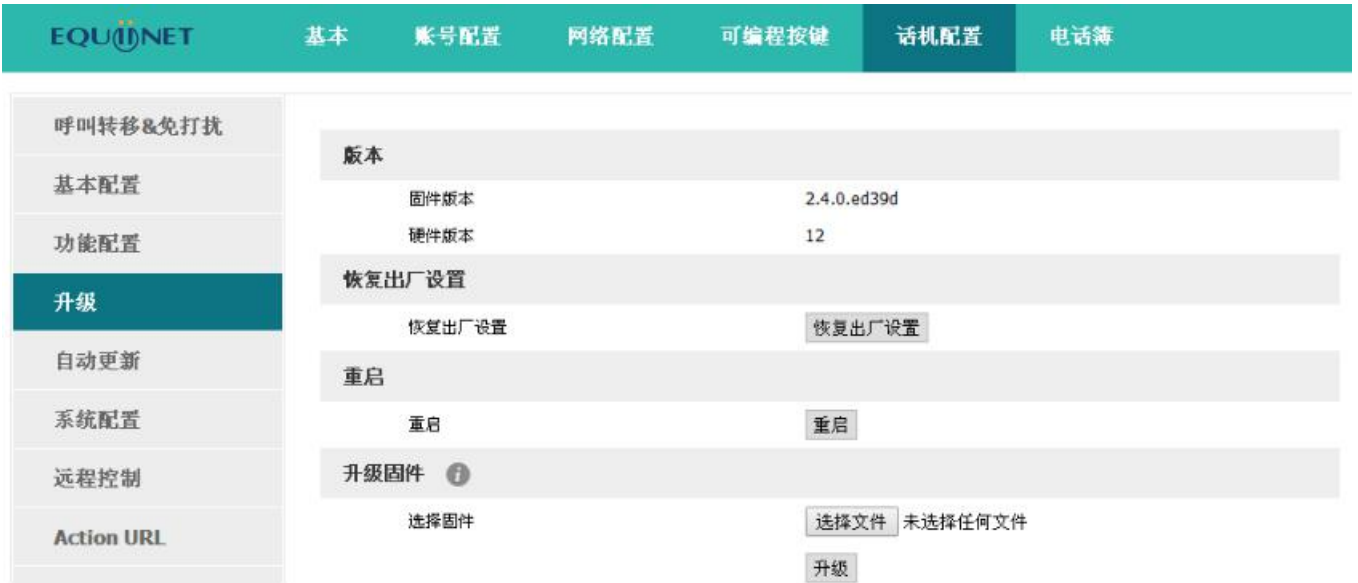 EQUIINET 基本 账号配置 网络配置 可编程按键 话机配置 电话簿
呼叫转移&免打扰
基本配置
功能配置
升级
自动更新
系统配置
远程控制
Action URL
版本
固件版本 2.4.0.ed39d
硬件版本 12
恢复出厂设置
恢复出厂设置 恢复出厂设置
重启
重启 重启
升级固件
选择固件 选择文件 未选择任何文件
升级